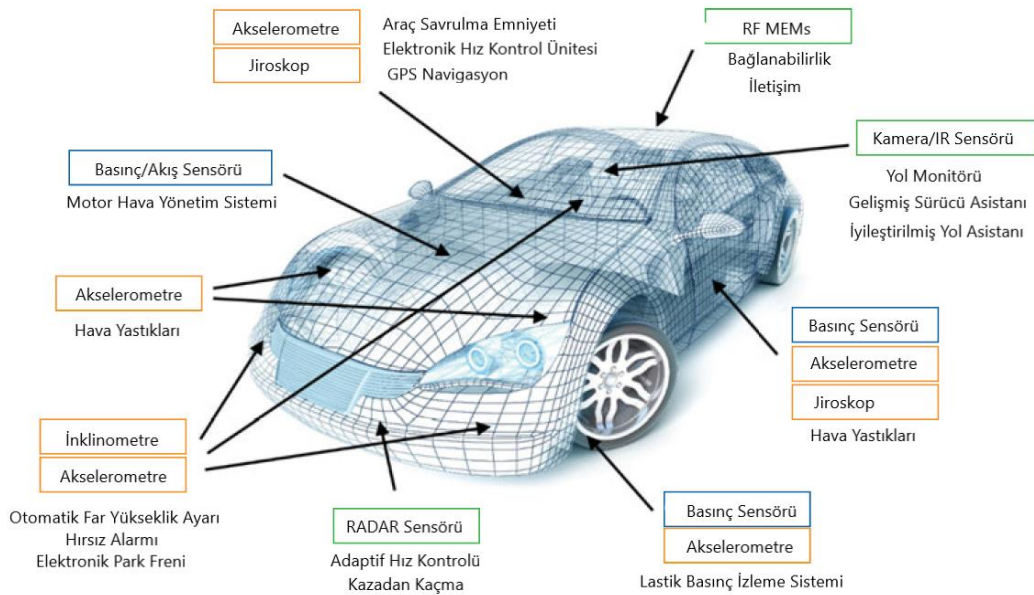 Akselerometre
Jiroskop
Araç Savrulma Emniyeti
Elektronik Hız Kontrol Ünitesi
GPS Navigasyon
RF MEMs
Bağlanabilirlik
İletişim
Kamera/IR Sensörü
Yol Monitörü
Gelişmiş Sürücü Asistanı
İyileştirilmiş Yol Asistanı
Basınç/Akış Sensörü
Motor Hava Yönetim Sistemi
Akselerometre
Hava Yastıkları
Basınç Sensörü
Akselerometre
Jiroskop
Hava Yastıkları
İnklinometre
Akselerometre
Otomatik Far Yükseklik Ayarı
Hırsız Alarmı
Elektronik Park Freni
RADAR Sensörü
Adaptif Hız Kontrolü
Kazadan Kaçma
Basınç Sensörü
Akselerometre
Lastik Basınç İzleme Sistemi